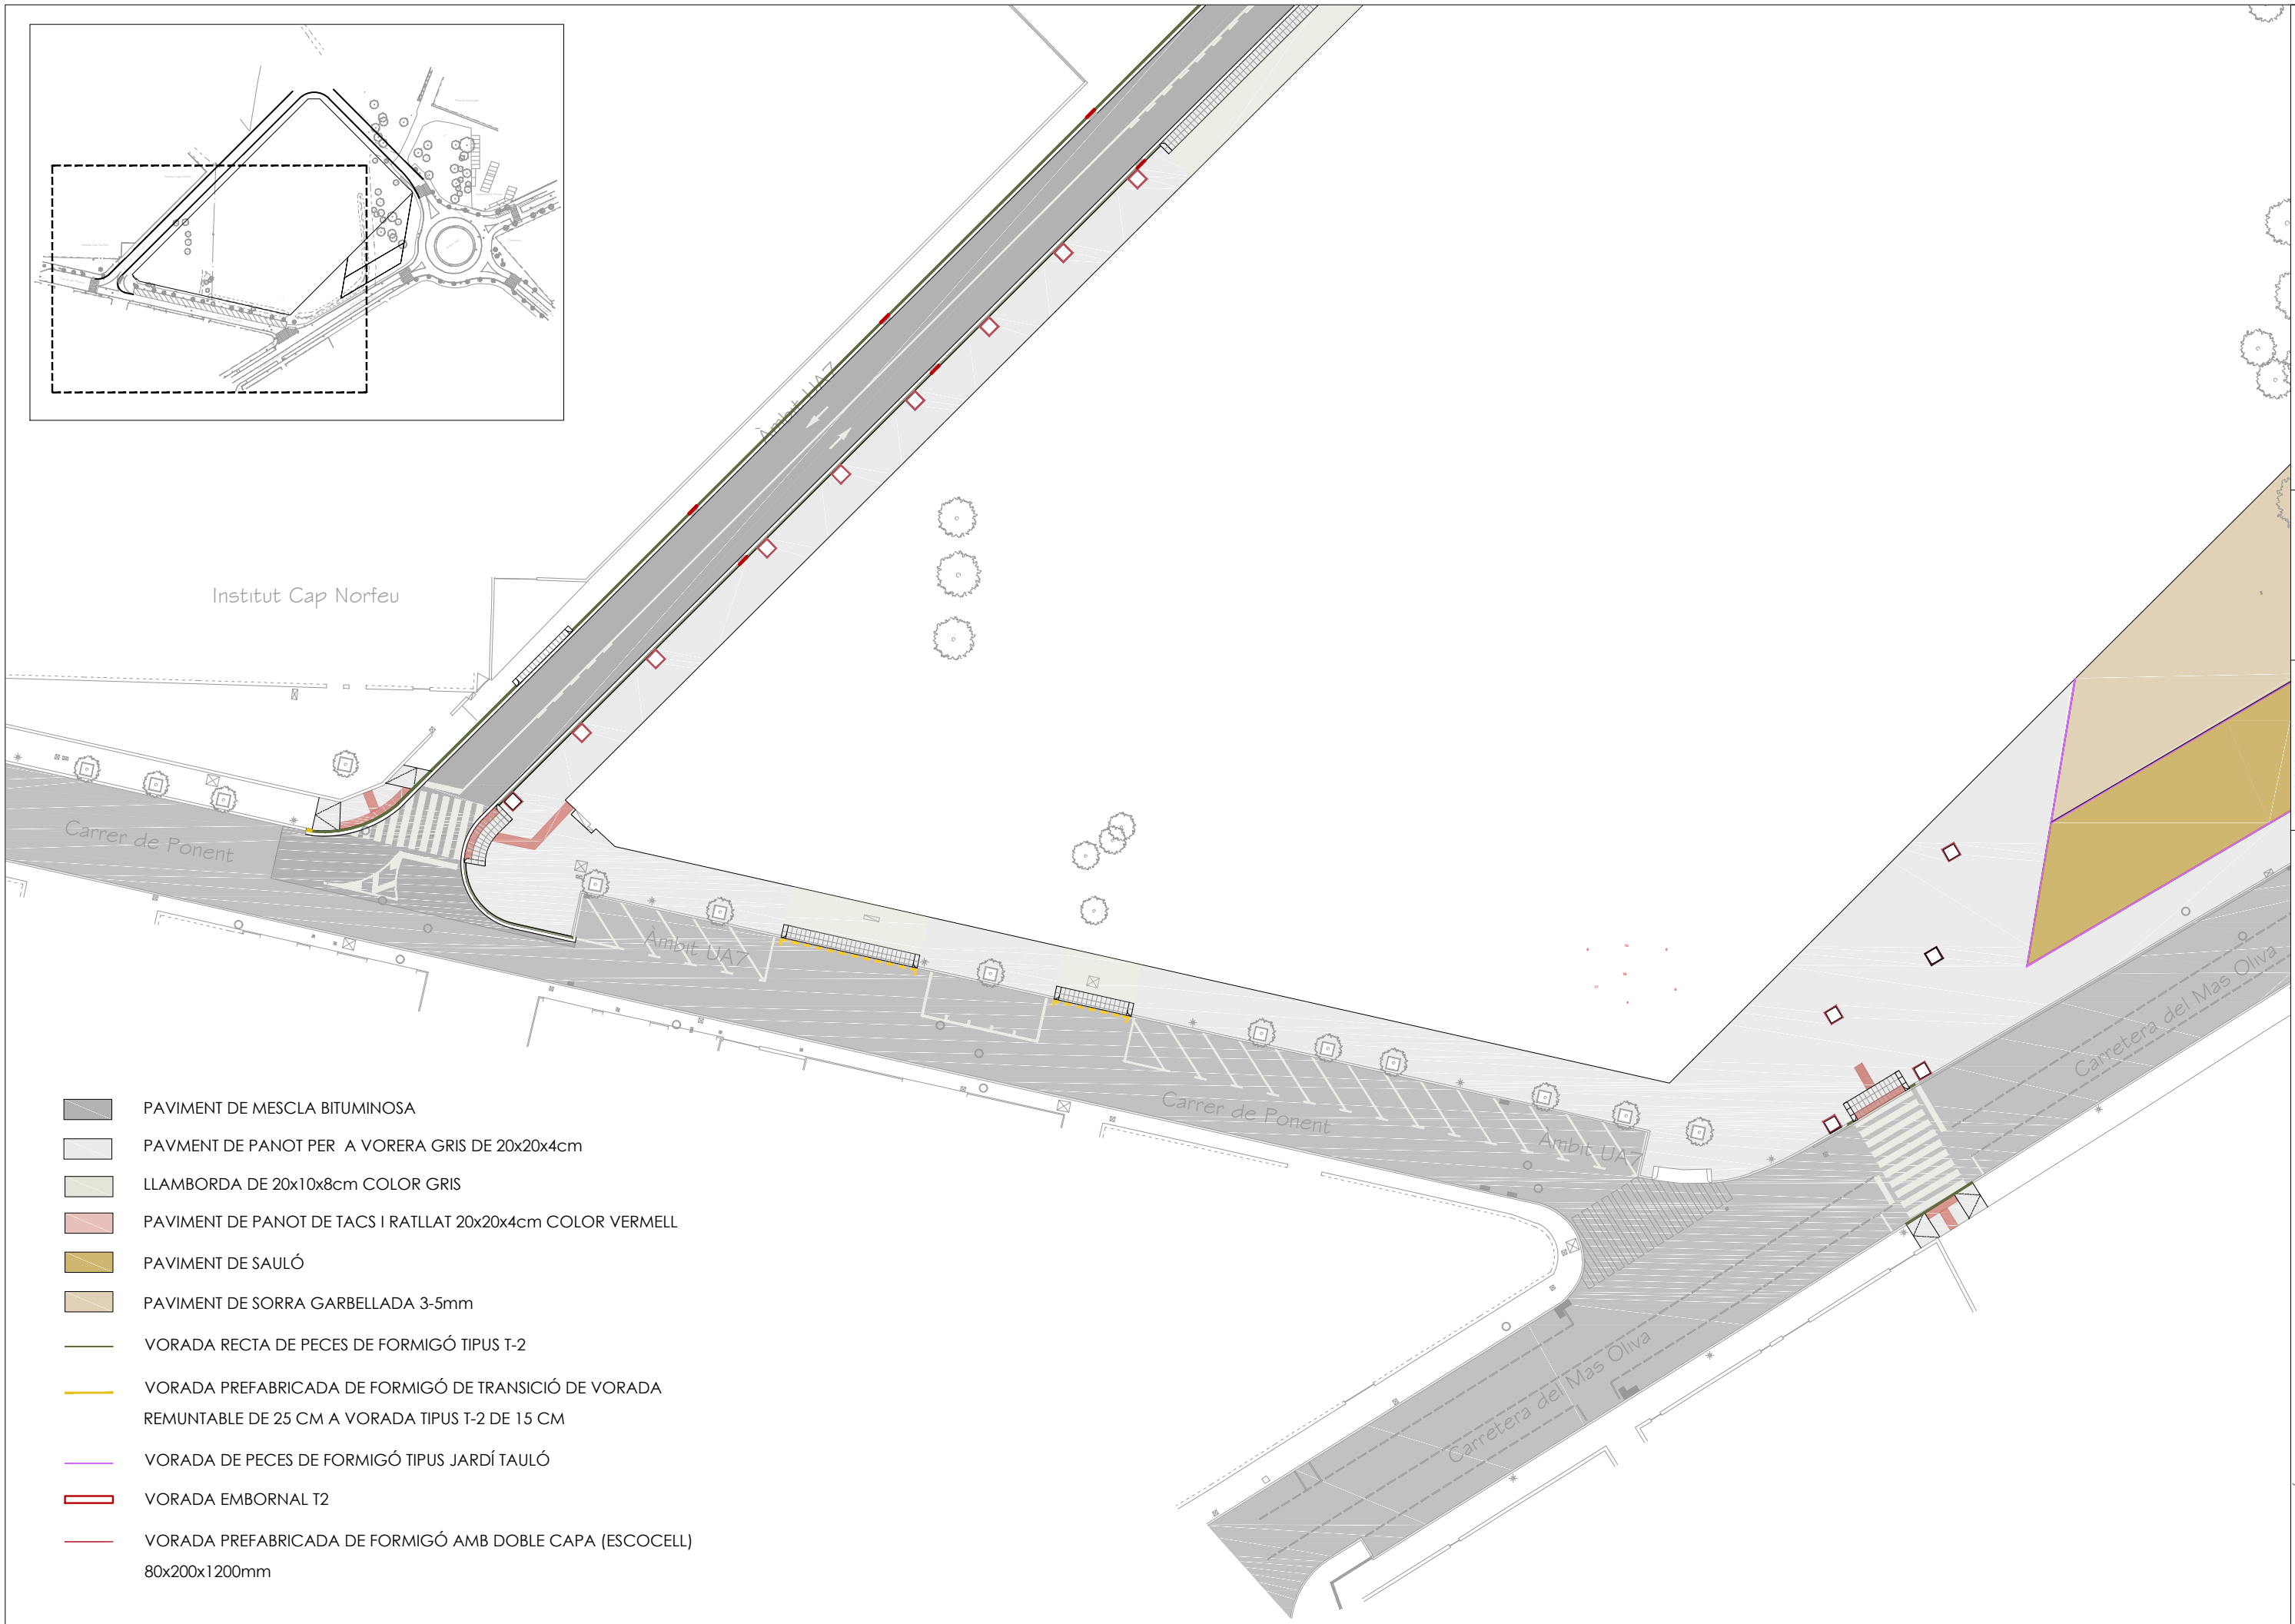 Àmbit UA7
Institut Cap Norfeu
Carrer de Ponent
Àmbit UA7
Carrer de Ponent
Àmbit UA7
Carretera del Mas Oliva
Carretera del Mas Oliva
PAVIMENT DE MESCLA BITUMINOSA
PAVMENT DE PANOT PER A VORERA GRIS DE 20x20x4cm
LLAMBORDA DE 20x10x8cm COLOR GRIS
PAVIMENT DE PANOT DE TACS I RATLLAT 20x20x4cm COLOR VERMELL
PAVIMENT DE SAULÓ
PAVIMENT DE SORRA GARBELLADA 3-5mm
VORADA RECTA DE PECES DE FORMIGÓ TIPUS T-2
VORADA PREFABRICADA DE FORMIGÓ DE TRANSICIÓ DE VORADA
REMUNTABLE DE 25 CM A VORADA TIPUS T-2 DE 15 CM
VORADA DE PECES DE FORMIGÓ TIPUS JARDÍ TAULÓ
VORADA EMBORNAL T2
VORADA PREFABRICADA DE FORMIGÓ AMB DOBLE CAPA (ESCOCELL)
80x200x1200mm